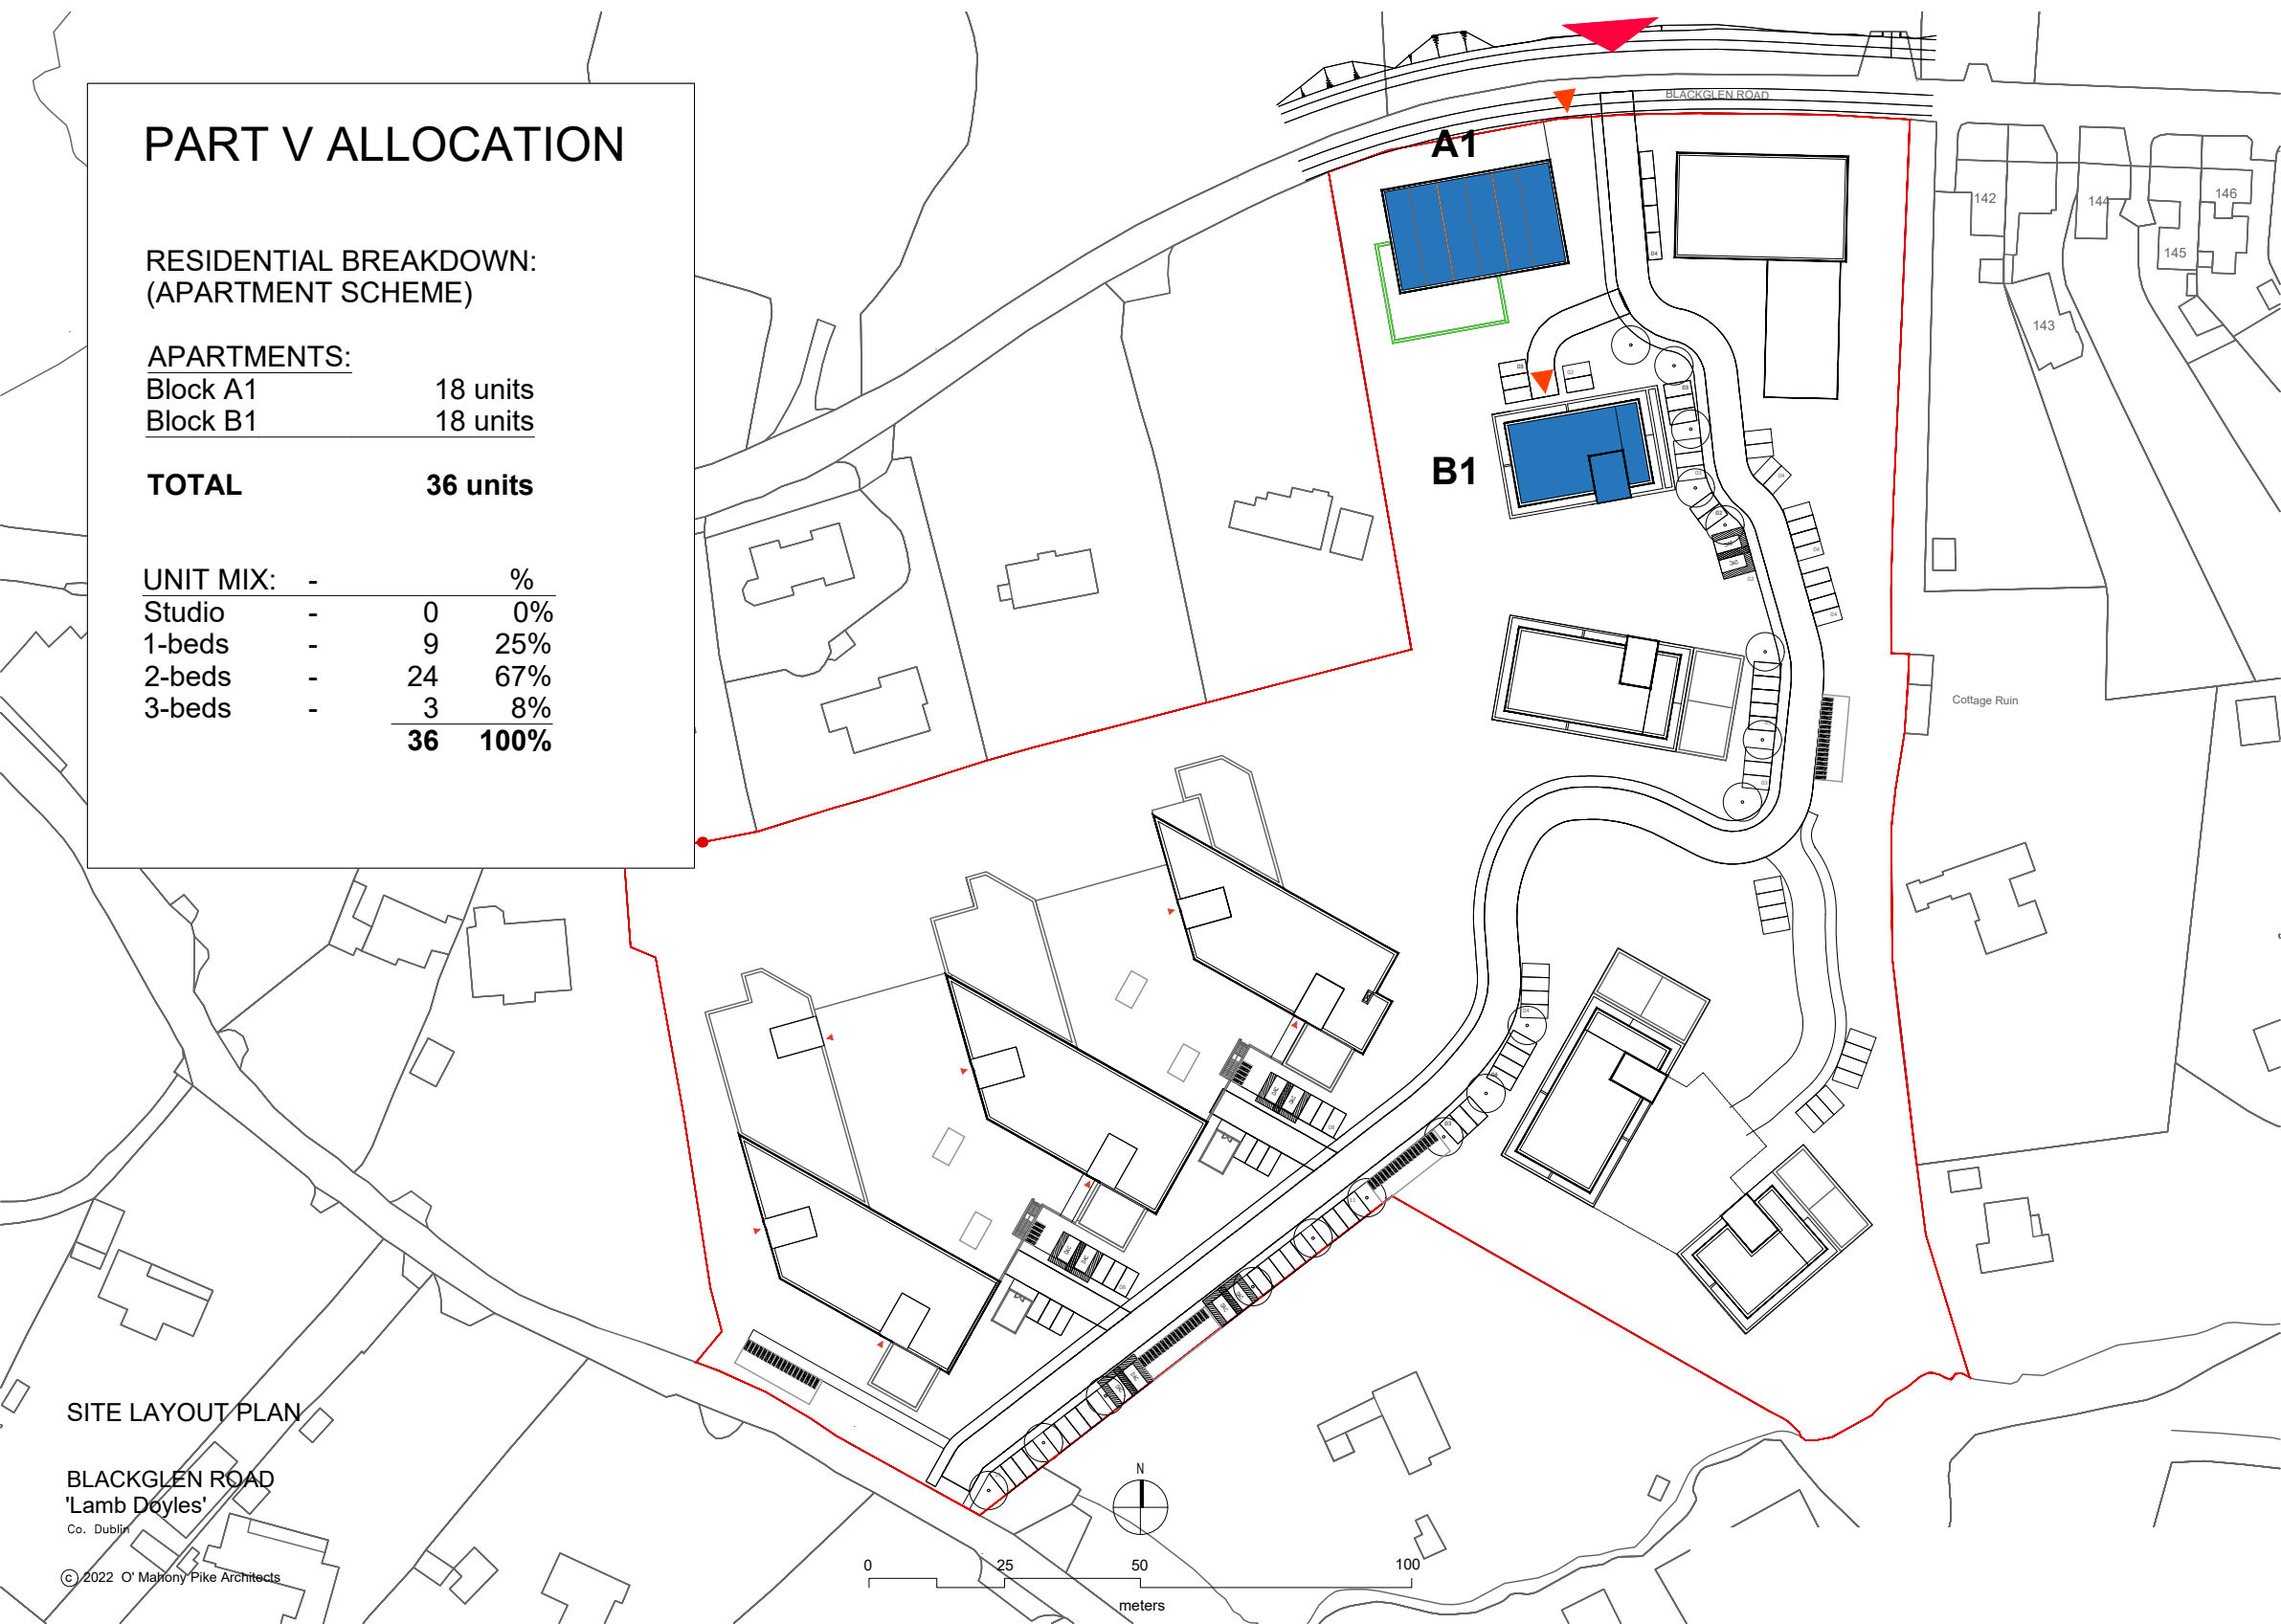 PART V ALLOCATION
RESIDENTIAL BREAKDOWN:
(APARTMENT SCHEME)
APARTMENTS:
Block A1 18 units
Block B1 18 units
TOTAL 36 units
UNIT MIX: - %
Studio - 0 0%
1-beds - 9 25%
2-beds - 24 67%
3-beds - 3 8%
36 100%
BLACKGLEN ROAD
A1
B1
142
144
146
145
143
Cottage Ruin
SITE LAYOUT PLAN
BLACKGLEN ROAD
'Lamb Doyles'
Co. Dublin
© 2022 O' Mahony Pike Architects
N
0 25 50 100
meters